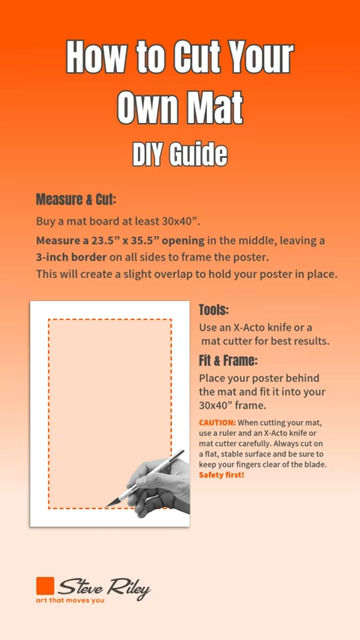 How to Cut Your
Own Mat
DIY Guide
Measure & Cut:
Buy a mat board at least 30x40”.
Measure a 23.5” x 35.5” opening in the middle, leaving a
3-inch border on all sides to frame the poster.
This will create a slight overlap to hold your poster in place.
Tools:
Use an X-Acto knife or a
mat cutter for best results.
Fit & Frame:
Place your poster behind
the mat and fit it into your
30x40” frame.
CAUTION: When cutting your mat,
use a ruler and an X-Acto knife or
mat cutter carefully. Always cut on
a flat, stable surface and be sure to
keep your fingers clear of the blade.
Safety first!
Steve Riley
art that moves you